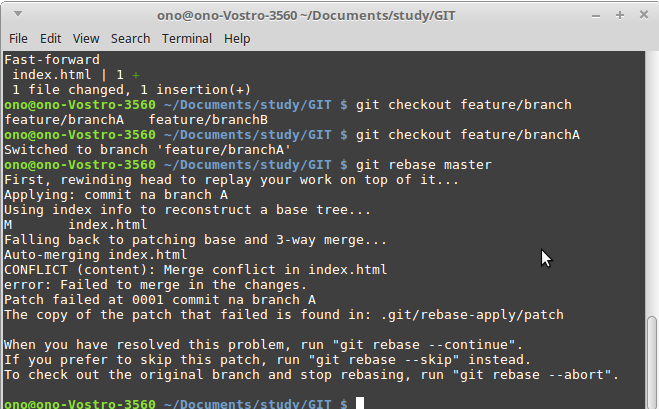 ono@ono-Vostro-3560 ~/Documents/study/GIT
File Edit View Search Terminal Help
Fast-forward
 index.html | 1 +
 1 file changed, 1 insertion(+)
ono@ono-Vostro-3560 ~/Documents/study/GIT $ git checkout feature/branch
feature/branchA   feature/branchB
ono@ono-Vostro-3560 ~/Documents/study/GIT $ git checkout feature/branchA
Switched to branch 'feature/branchA'
ono@ono-Vostro-3560 ~/Documents/study/GIT $ git rebase master
First, rewinding head to replay your work on top of it...
Applying: commit na branch A
Using index info to reconstruct a base tree...
M       index.html
Falling back to patching base and 3-way merge...
Auto-merging index.html
CONFLICT (content): Merge conflict in index.html
error: Failed to merge in the changes.
Patch failed at 0001 commit na branch A
The copy of the patch that failed is found in: .git/rebase-apply/patch

When you have resolved this problem, run "git rebase --continue".
If you prefer to skip this patch, run "git rebase --skip" instead.
To check out the original branch and stop rebasing, run "git rebase --abort".

ono@ono-Vostro-3560 ~/Documents/study/GIT $